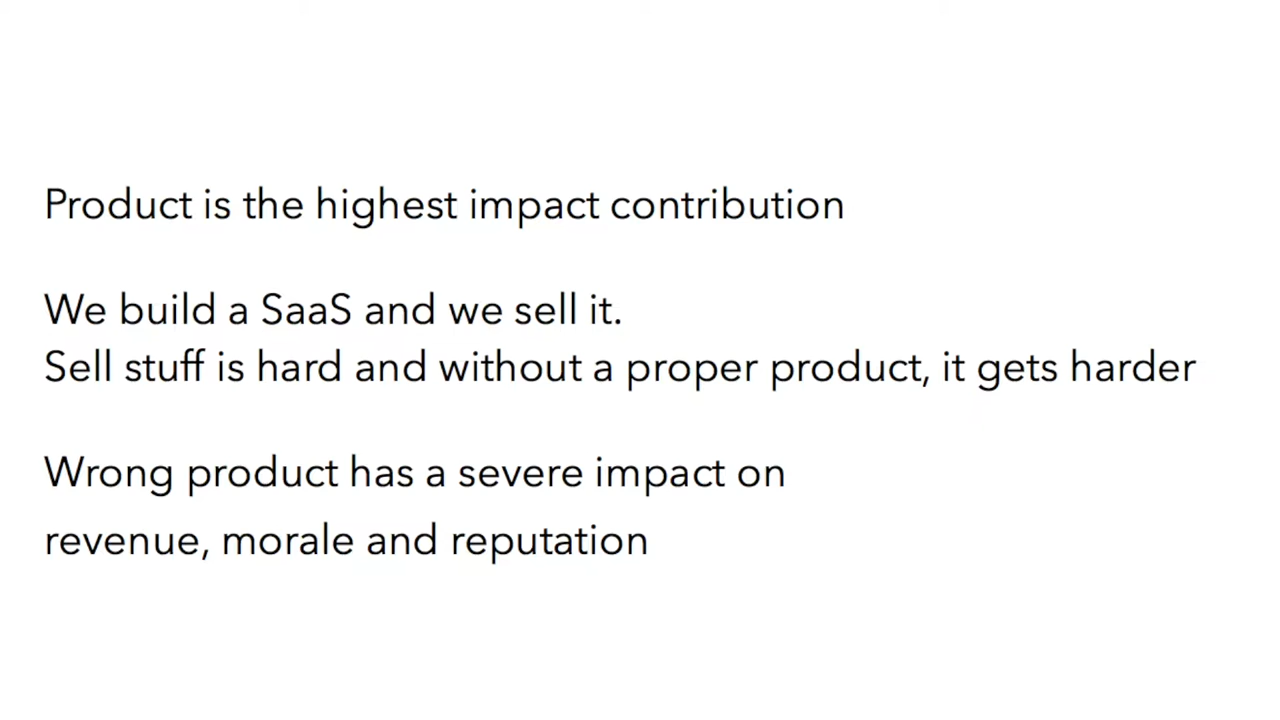 Product is the highest impact contribution
We build a SaaS and we sell it.
Sell stuff is hard and without a proper product, it gets harder
Wrong product has a severe impact on
revenue, morale and reputation